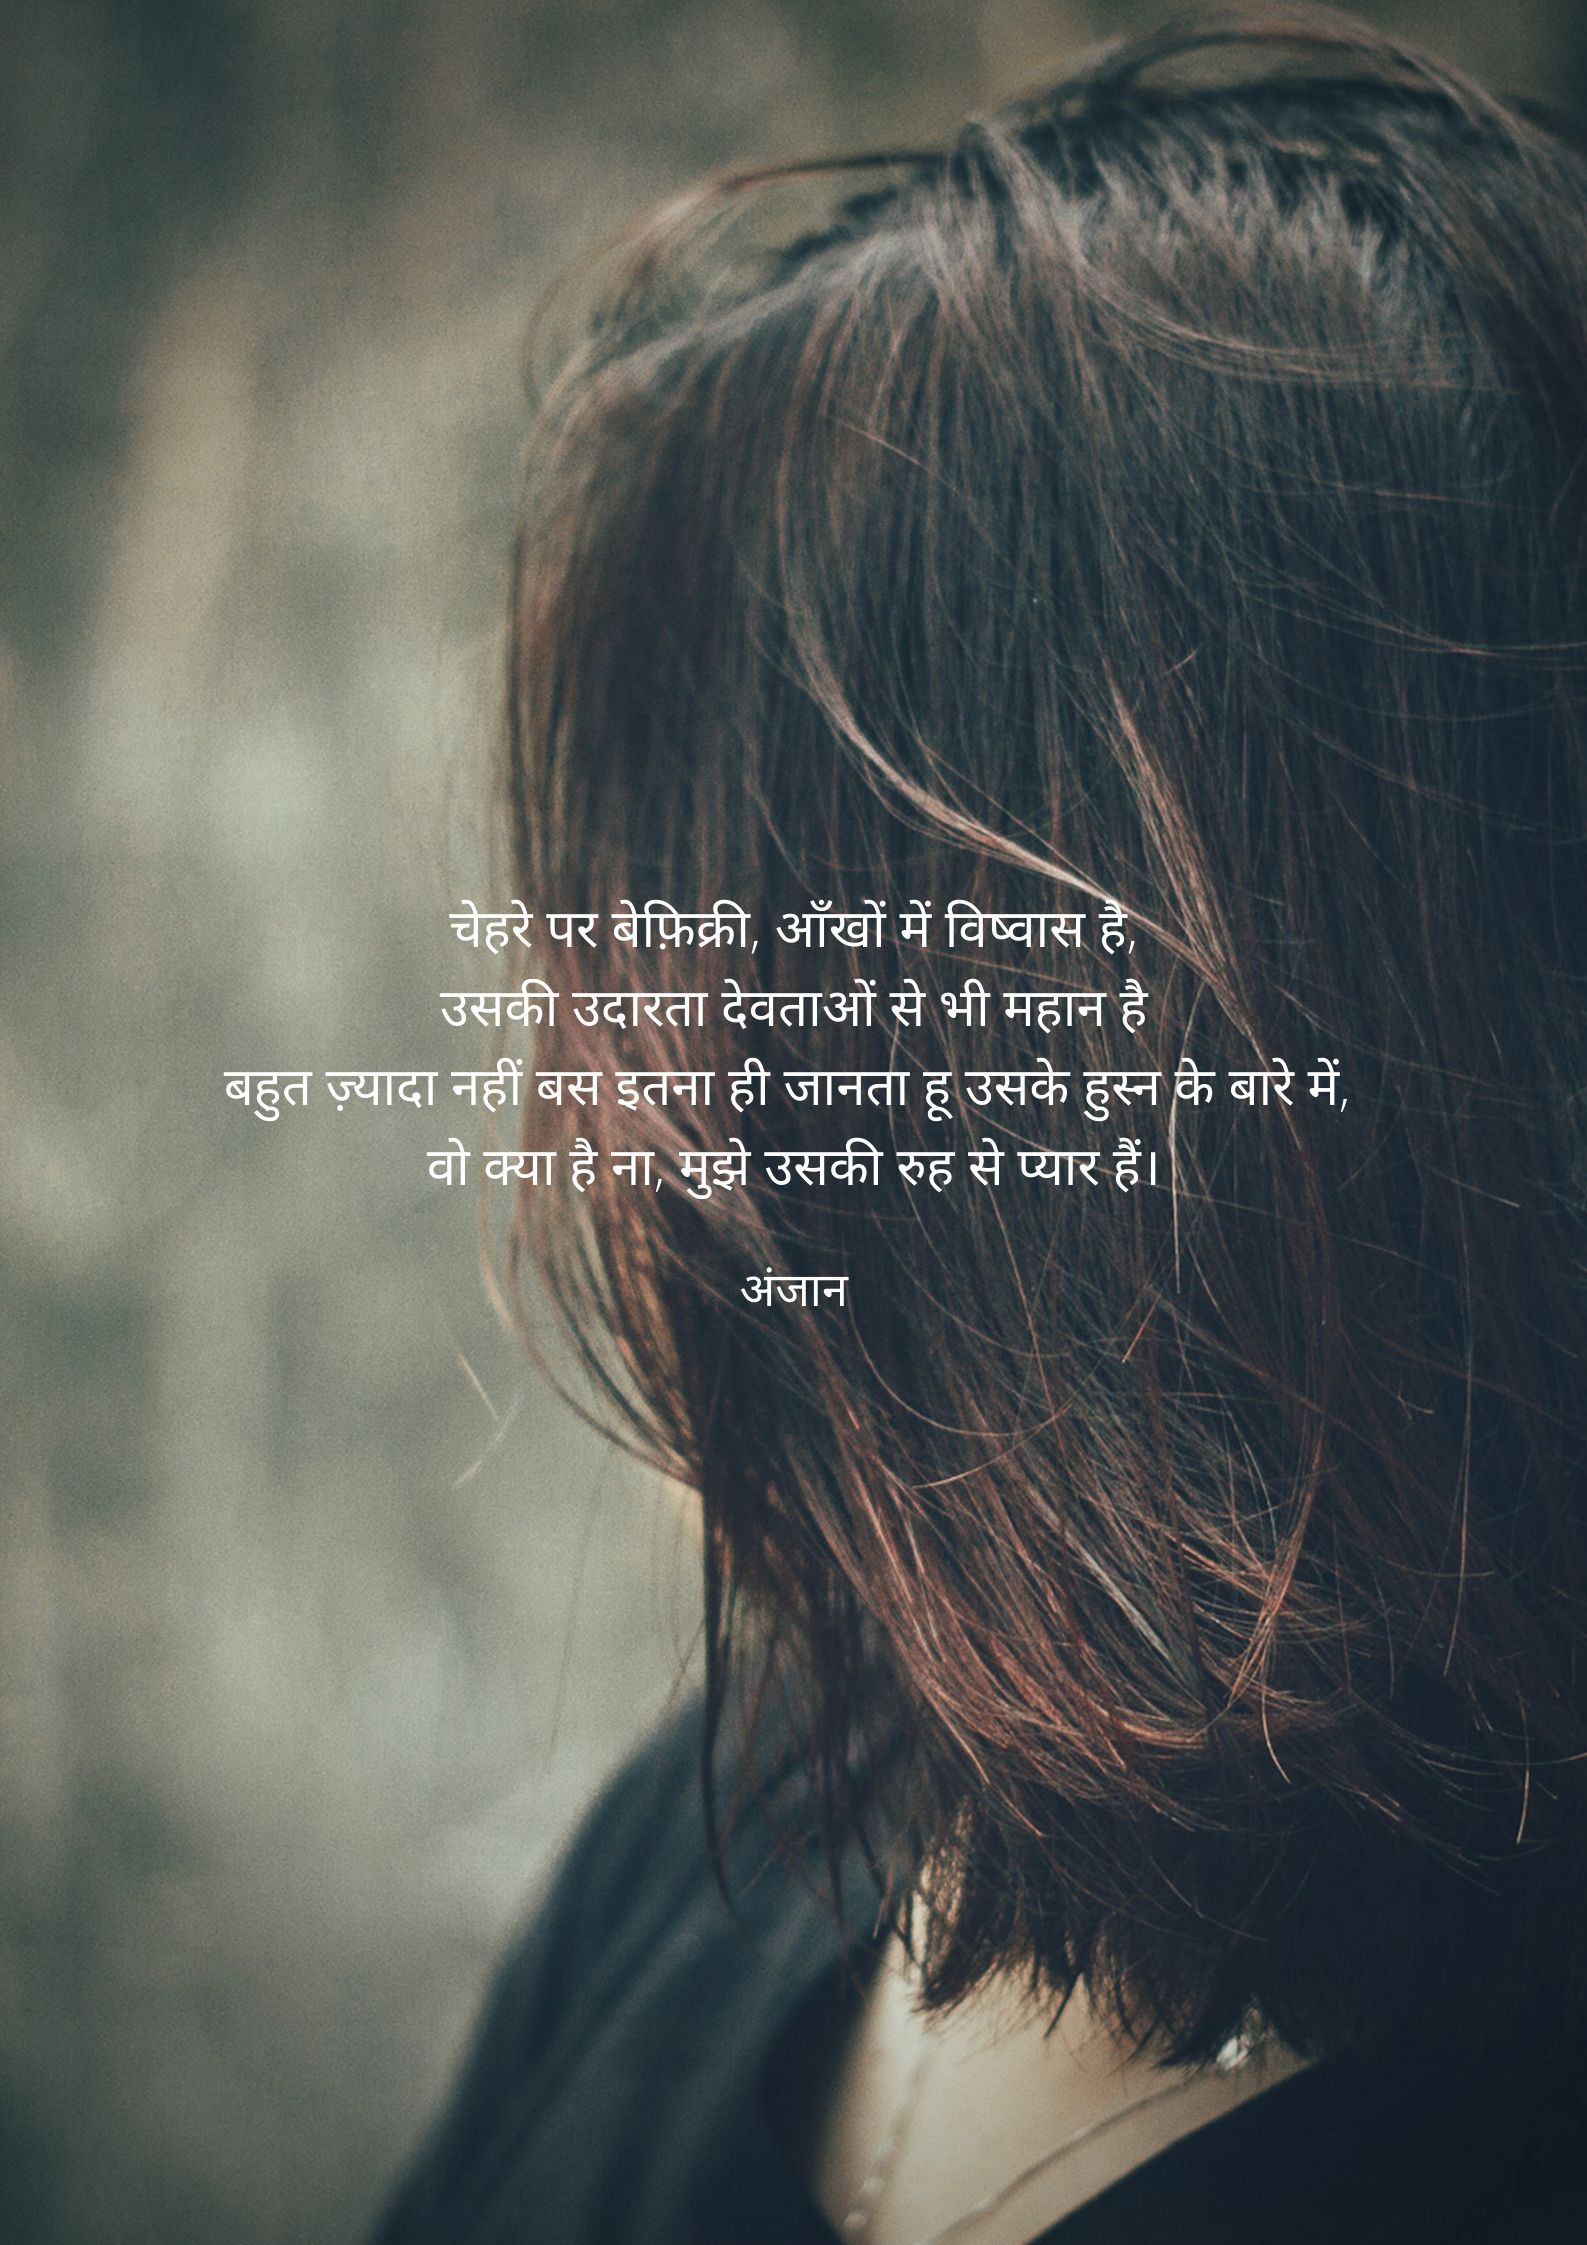 चेहरे पर बेफ़िक्री, आँखों में विष्वास है,
उसकी उदारता देवताओं से भी महान है
बहुत ज़्यादा नहीं बस इतना ही जानता हू उसके हुस्न के बारे में,
वो क्या है ना, मुझे उसकी रुह से प्यार हैं।
अंजान